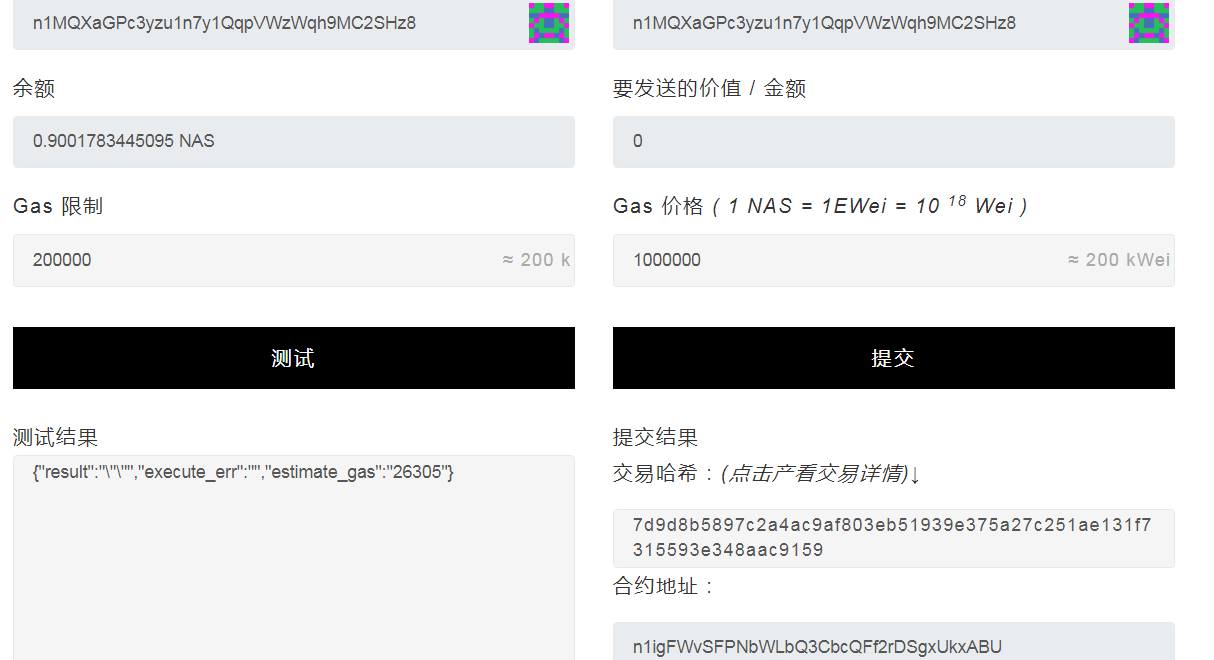 n1MQXaGPc3yzu1n7y1QqpVWzWqh9MC2SHz8
n1MQXaGPc3yzu1n7y1QqpVWzWqh9MC2SHz8
余额
要发送的价值 / 金额
0.9001783445095 NAS
0
Gas 限制
Gas 价格 ( 1 NAS = 1EWei = 10 18 Wei )
200000
≈ 200 k
1000000
≈ 200 kWei
测试
提交
测试结果
{"result":"\"\"","execute_err":"","estimate_gas":"26305"}
提交结果
交易哈希：(点击产看交易详情)↓
7d9d8b5897c2a4ac9af803eb51939e375a27c251ae131f7
315593e348aac9159
合约地址：
n1igFWvSFPNbWLbQ3CbcQFf2rDSgxUkxABU